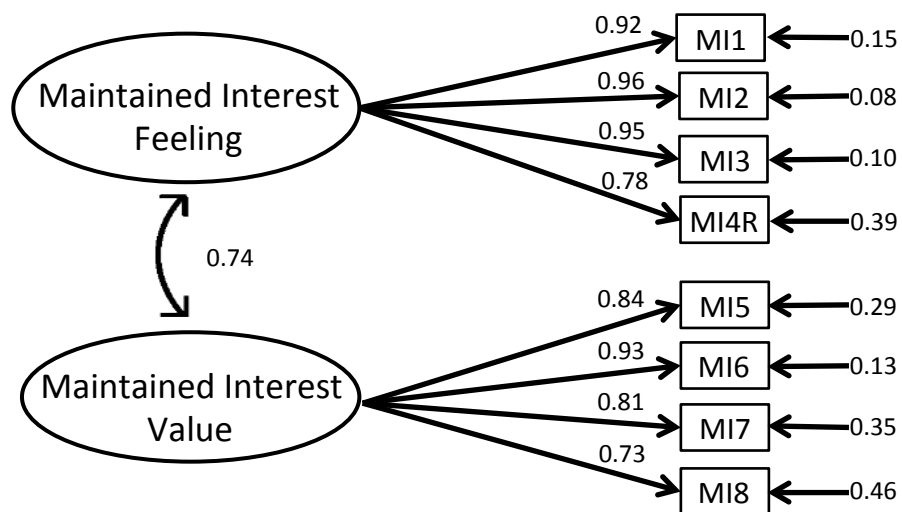 0.92
MI1
0.15
Maintained Interest
Feeling
0.96
MI2
0.08
0.95
MI3
0.10
0.78
MI4R
0.39
0.74
Maintained Interest
Value
0.84
MI5
0.29
0.93
MI6
0.13
0.81
MI7
0.35
0.73
MI8
0.46